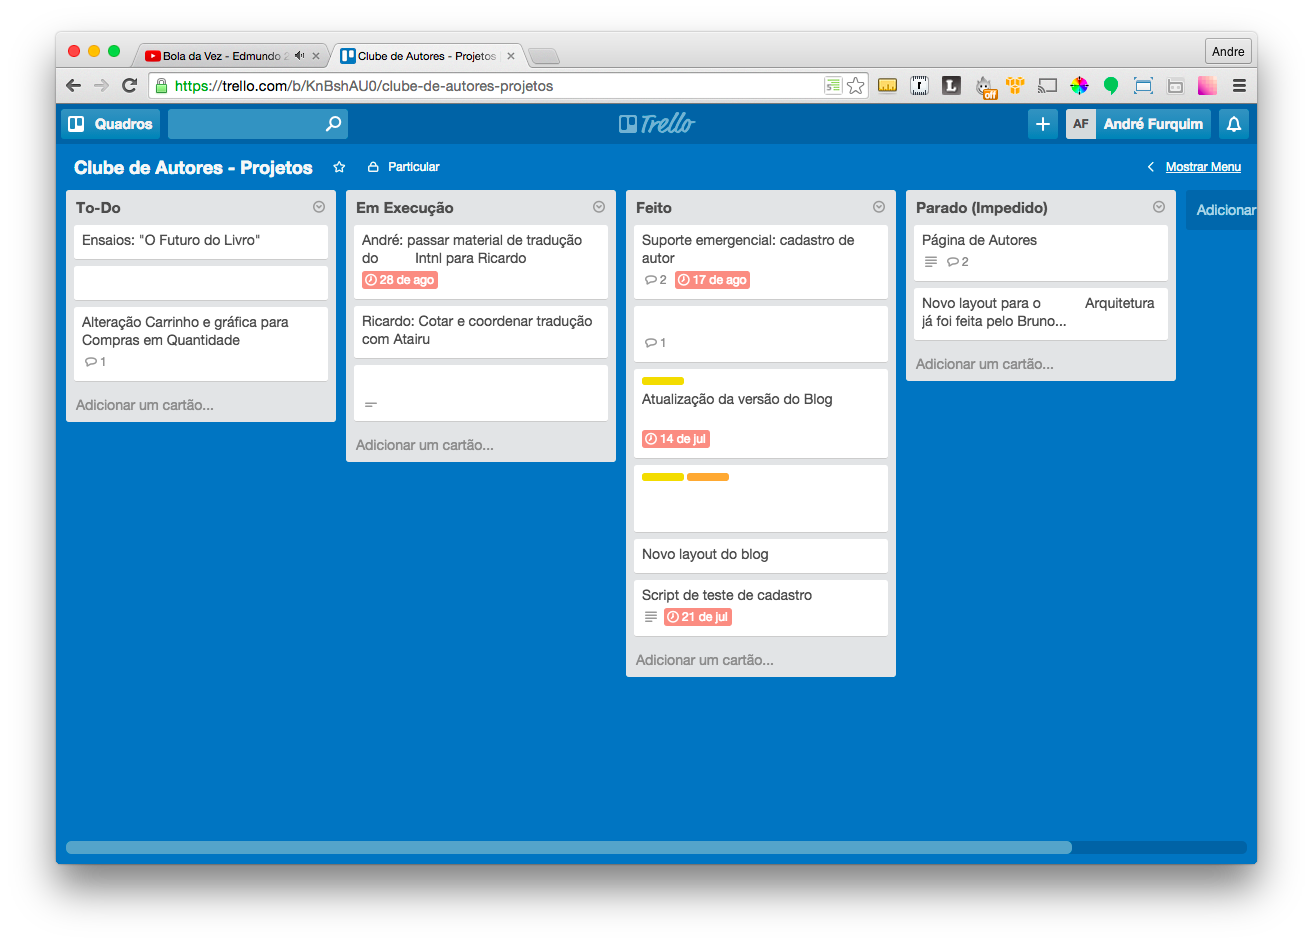 Bola da Vez - Edmundo 2
Clube de Autores - Projetos
Andre
https://trello.com/b/KnBshAU0/clube-de-autores-projetos
L
off
Quadros
Trello
AF
André Furquim
Clube de Autores - Projetos
Particular
Mostrar Menu
To-Do
Ensaios: "O Futuro do Livro"
Alteração Carrinho e gráfica para
Compras em Quantidade
1
Adicionar um cartão...
Em Execução
André: passar material de tradução
do Intnl para Ricardo
28 de ago
Ricardo: Cotar e coordenar tradução
com Atairu
Adicionar um cartão...
Feito
Suporte emergencial: cadastro de
autor
2 17 de ago
1
Atualização da versão do Blog
14 de jul
Novo layout do blog
Script de teste de cadastro
21 de jul
Adicionar um cartão...
Parado (Impedido)
Página de Autores
2
Novo layout para o Arquitetura
já foi feita pelo Bruno...
Adicionar um cartão...
Adicionar